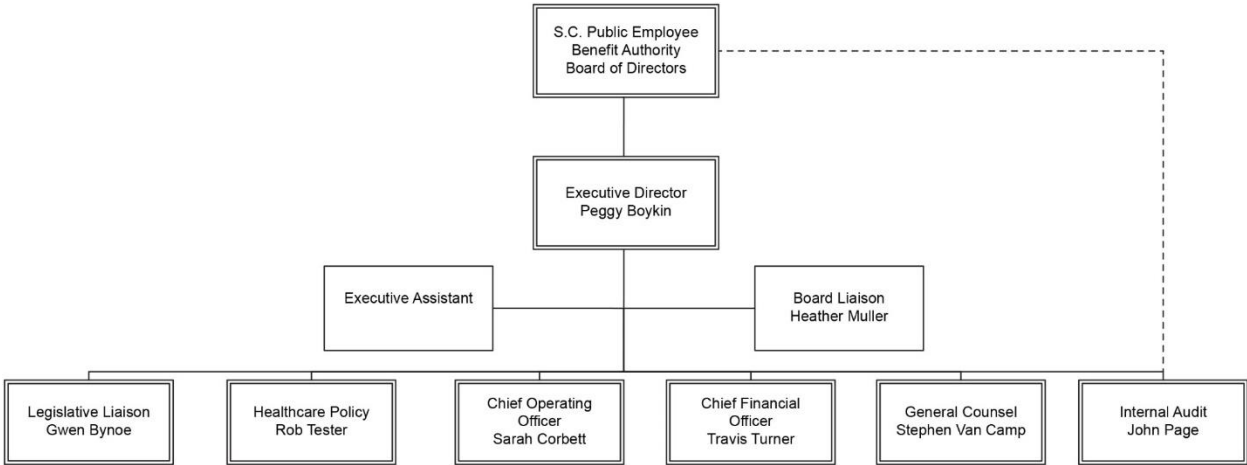 S.C. Public Employee
Benefit Authority
Board of Directors
Executive Director
Peggy Boykin
Executive Assistant
Board Liaison
Heather Muller
Legislative Liaison
Gwen Bynoe
Healthcare Policy
Rob Tester
Chief Operating
Officer
Sarah Corbett
Chief Financial
Officer
Travis Turner
General Counsel
Stephen Van Camp
Internal Audit
John Page